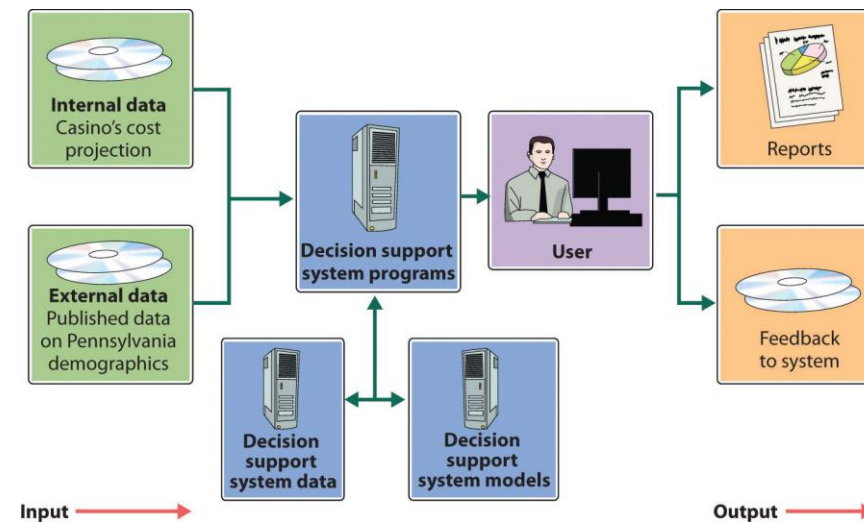 Internal data
Casino's cost
projection
External data
Published data
on Pennsylvania
demographics
Decision support
system programs
User
Decision
support
system data
Decision
support
system models
Reports
Feedback
to system
Input
Output